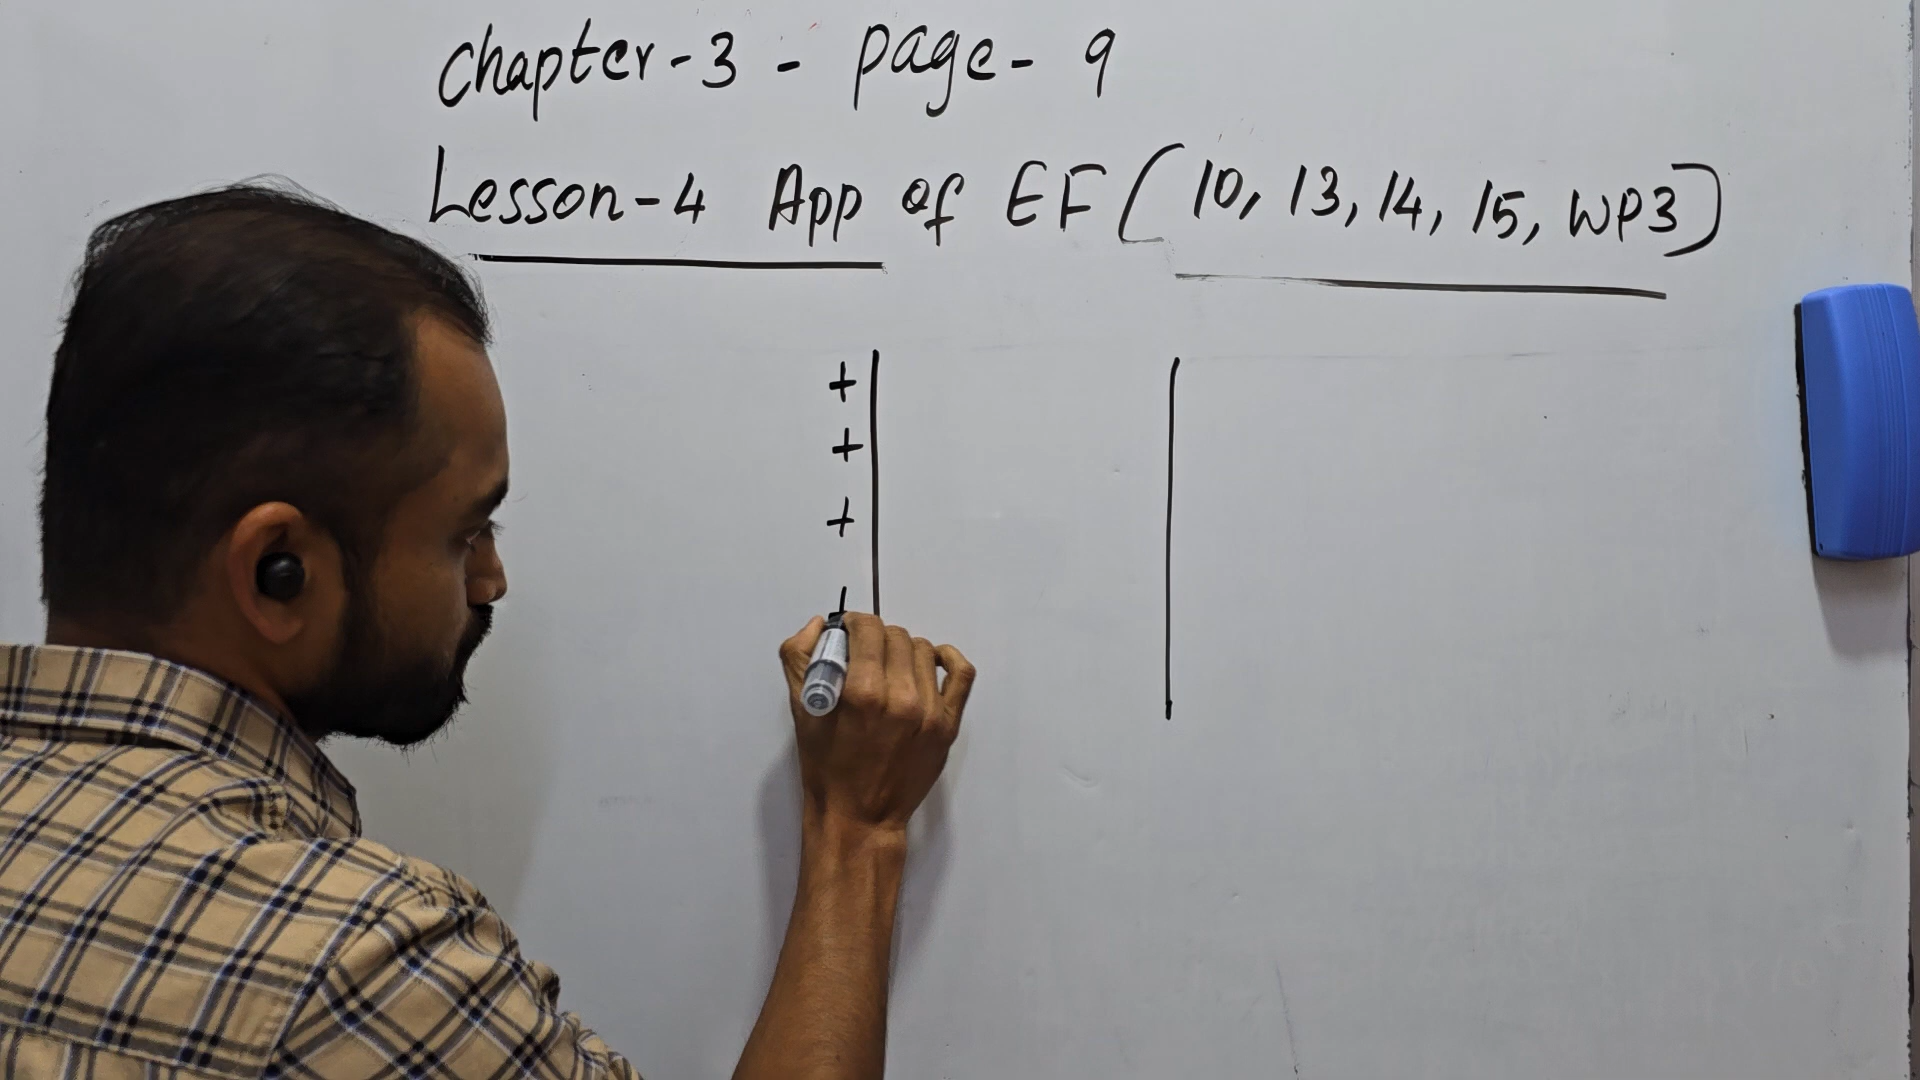 Chapter-3 - page- 9
Lesson-4 App of EF (10, 13, 14, 15, WP3)
+
+
+
+